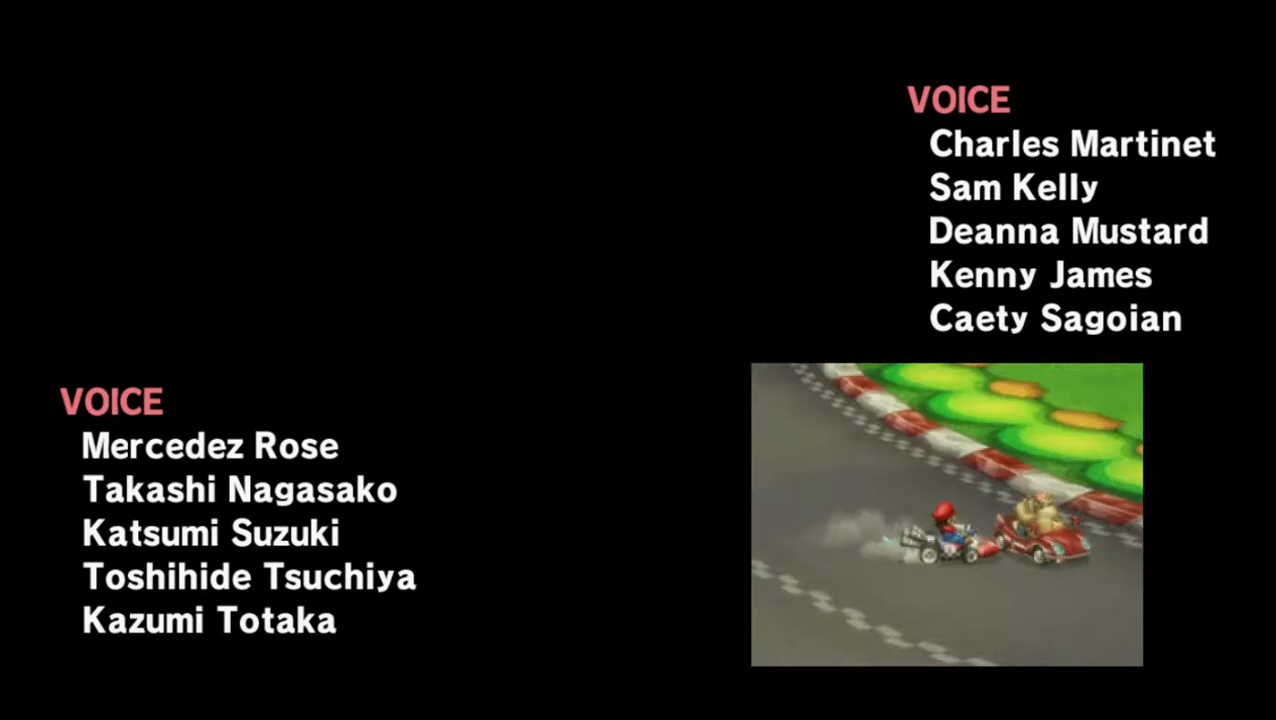 VOICE
Charles Martinet
Sam Kelly
Deanna Mustard
Kenny James
Caety Sagoian
VOICE
Mercedez Rose
Takashi Nagasako
Katsumi Suzuki
Toshihide Tsuchiya
Kazumi Totaka